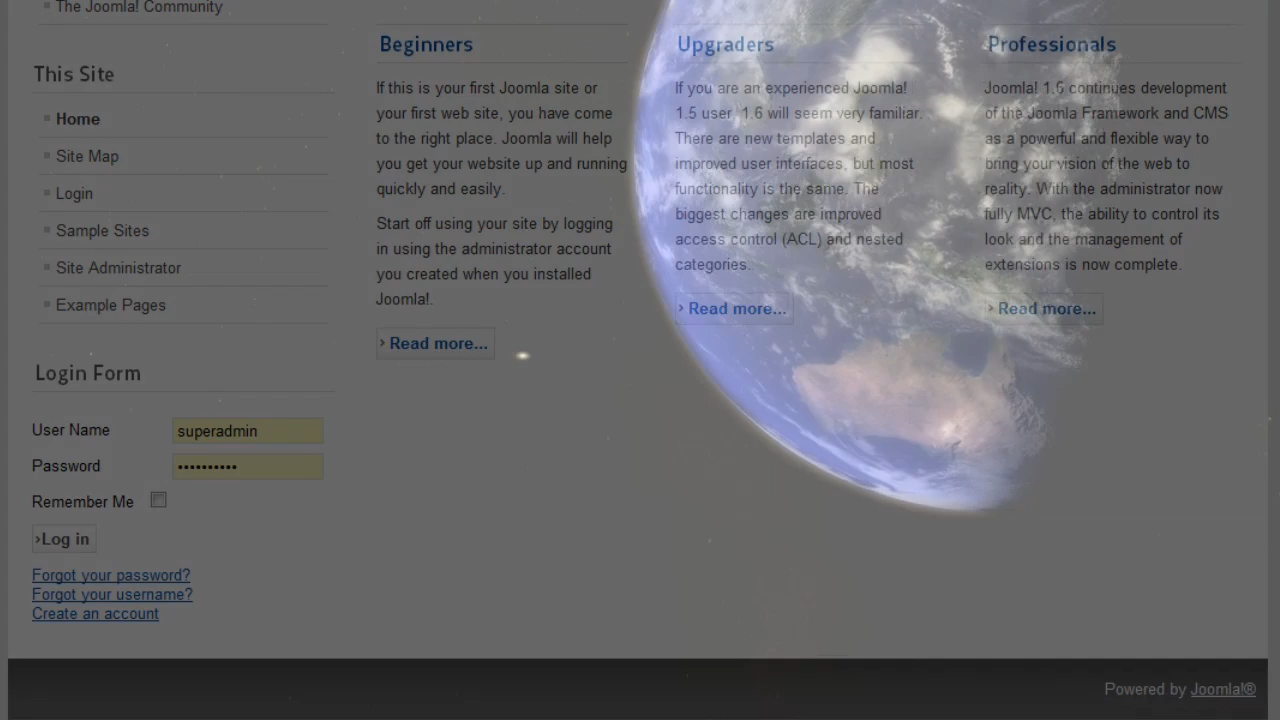 The Joomla! Community
This Site
Home
Site Map
Login
Sample Sites
Site Administrator
Example Pages
Login Form
User Name superadmin
Password ••••••••••
Remember Me
Log in
Forgot your password?
Forgot your username?
Create an account
Beginners
If this is your first Joomla site or
your first web site, you have come
to the right place. Joomla will help
you get your website up and running
quickly and easily.
Start off using your site by logging
in using the administrator account
you created when you installed
Joomla!.
Read more...
Upgraders
If you are an experienced Joomla!
1.5 user, 1.6 will seem very familiar.
There are new templates and
improved user interfaces, but most
functionality is the same. The
biggest changes are improved
access control (ACL) and nested
categories.
Read more...
Professionals
Joomla! 1.6 continues development
of the Joomla Framework and CMS
as a powerful and flexible way to
bring your vision of the web to
reality. With the administrator now
fully MVC, the ability to control its
look and the management of
extensions is now complete.
Read more...
Powered by Joomla!®